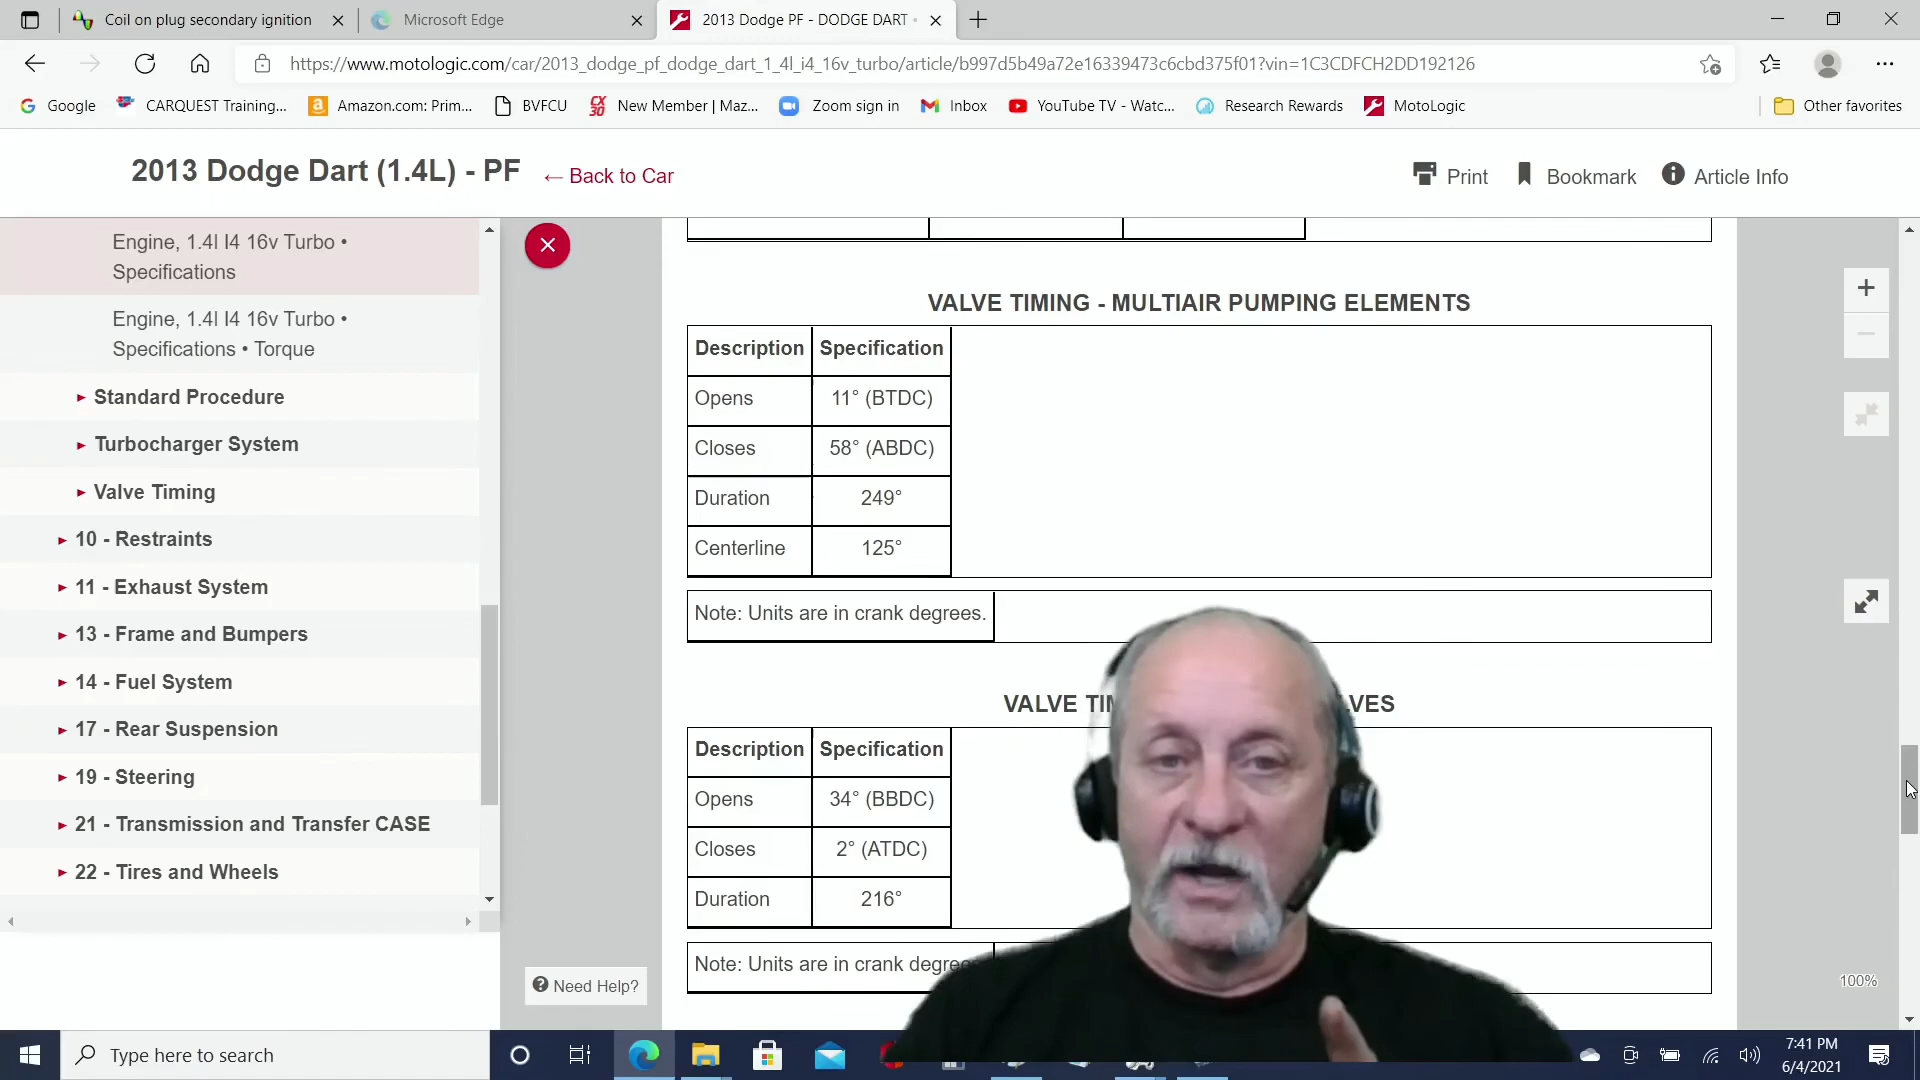 Coil on plug secondary ignition
Microsoft Edge
2013 Dodge PF - DODGE DART
https://www.motologic.com/car/2013_dodge_pf_dodge_dart_1_4l_i4_16v_turbo/article/b997d5b49a72e16339473c6cbd375f01?vin=1C3CDFCH2DD192126
Google
CARQUEST Training...
Amazon.com: Prim...
BVFCU
New Member | Maz...
Zoom sign in
Inbox
YouTube TV - Watc...
Research Rewards
MotoLogic
Other favorites
2013 Dodge Dart (1.4L) - PF
← Back to Car
Print
Bookmark
Article Info
Engine, 1.4l I4 16v Turbo •
Specifications
Engine, 1.4l I4 16v Turbo •
Specifications • Torque
Standard Procedure
Turbocharger System
Valve Timing
10 - Restraints
11 - Exhaust System
13 - Frame and Bumpers
14 - Fuel System
17 - Rear Suspension
19 - Steering
21 - Transmission and Transfer CASE
22 - Tires and Wheels
VALVE TIMING - MULTIAIR PUMPING ELEMENTS
Description Specification
Opens 11° (BTDC)
Closes 58° (ABDC)
Duration 249°
Centerline 125°
Note: Units are in crank degrees.
VALVE
Description Specification
Opens 34° (BBDC)
Closes 2° (ATDC)
Duration 216°
Note: Units are in crank
Need Help?
100%
Type here to search
7:41 PM
6/4/2021